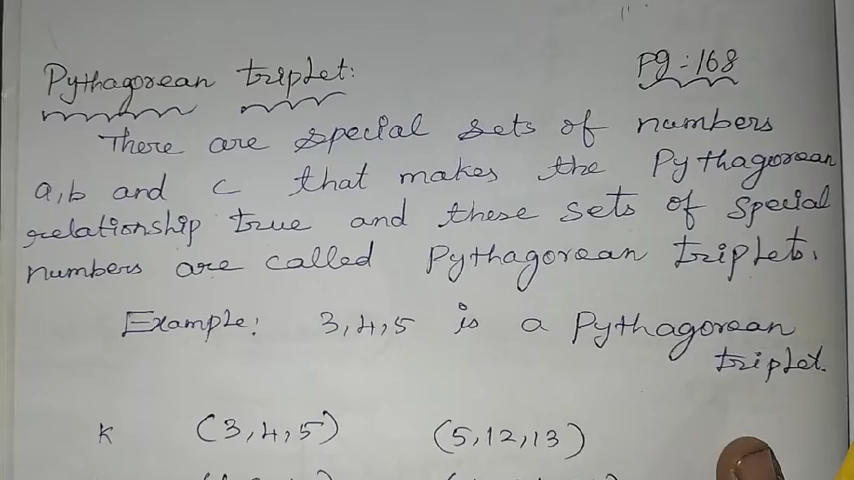 Pythagorean triplet: Pg:168
There are special sets of numbers
a,b and c that makes the Pythagorean
relationship true and these sets of special
numbers are called Pythagorean triplets.
Example: 3,4,5 is a Pythagorean
triplet.
K (3,4,5) (5,12,13)